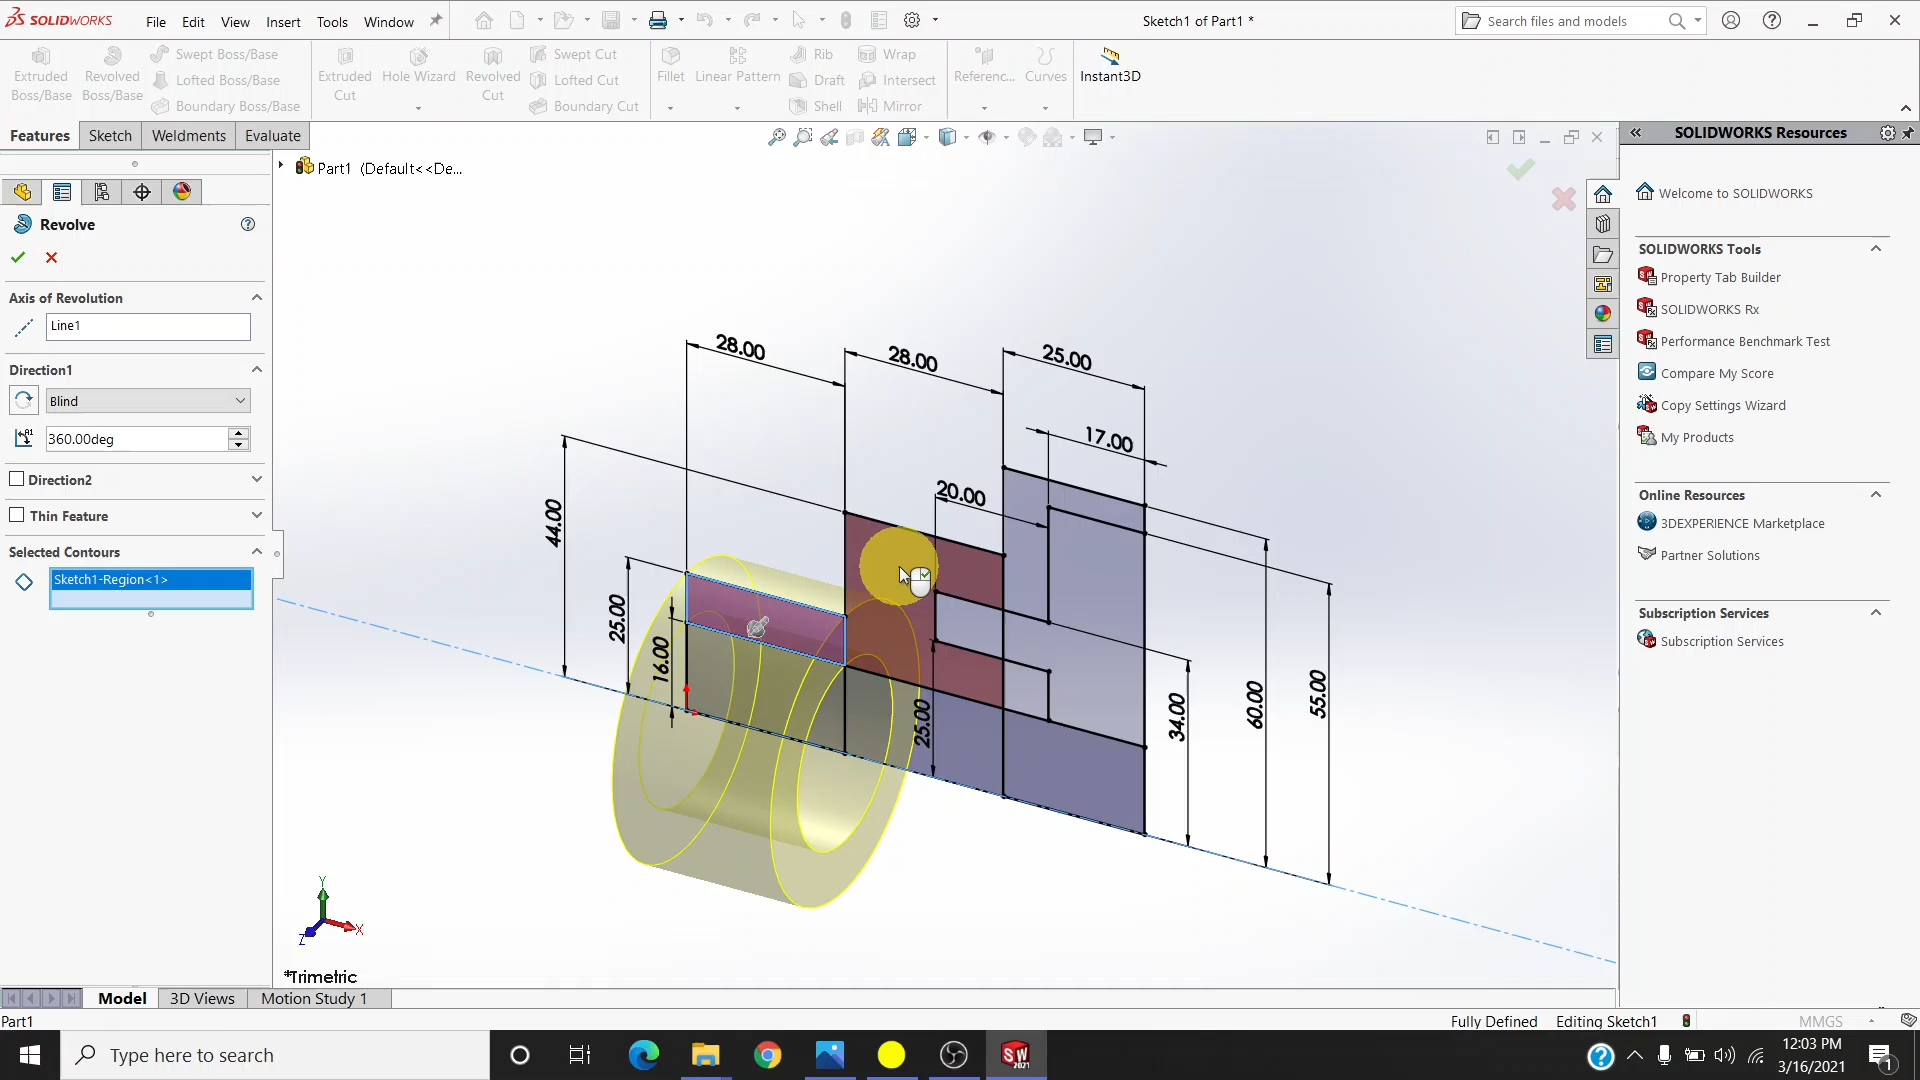 SOLIDWORKS
File
Edit
View
Insert
Tools
Window
Sketch1 of Part1 *
Search files and models
Extruded
Boss/Base
Revolved
Boss/Base
Swept Boss/Base
Lofted Boss/Base
Boundary Boss/Base
Extruded
Cut
Hole Wizard
Revolved
Cut
Swept Cut
Lofted Cut
Boundary Cut
Fillet
Linear Pattern
Rib
Draft
Shell
Wrap
Intersect
Mirror
Referenc...
Curves
Instant3D
Features
Sketch
Weldments
Evaluate
Part1 (Default<<De...
Revolve
Axis of Revolution
Line1
Direction1
Blind
360.00deg
Direction2
Thin Feature
Selected Contours
Sketch1-Region<1>
28.00
28.00
25.00
17.00
20.00
44.00
25.00
16.00
25.00
34.00
60.00
55.00
Y
X
Z
*Trimetric
SOLIDWORKS Resources
Welcome to SOLIDWORKS
SOLIDWORKS Tools
Property Tab Builder
SOLIDWORKS Rx
Performance Benchmark Test
Compare My Score
Copy Settings Wizard
My Products
Online Resources
3DEXPERIENCE Marketplace
Partner Solutions
Subscription Services
Subscription Services
Model
3D Views
Motion Study 1
Part1
Fully Defined
Editing Sketch1
MMGS
Type here to search
SW
2021
12:03 PM
3/16/2021
1